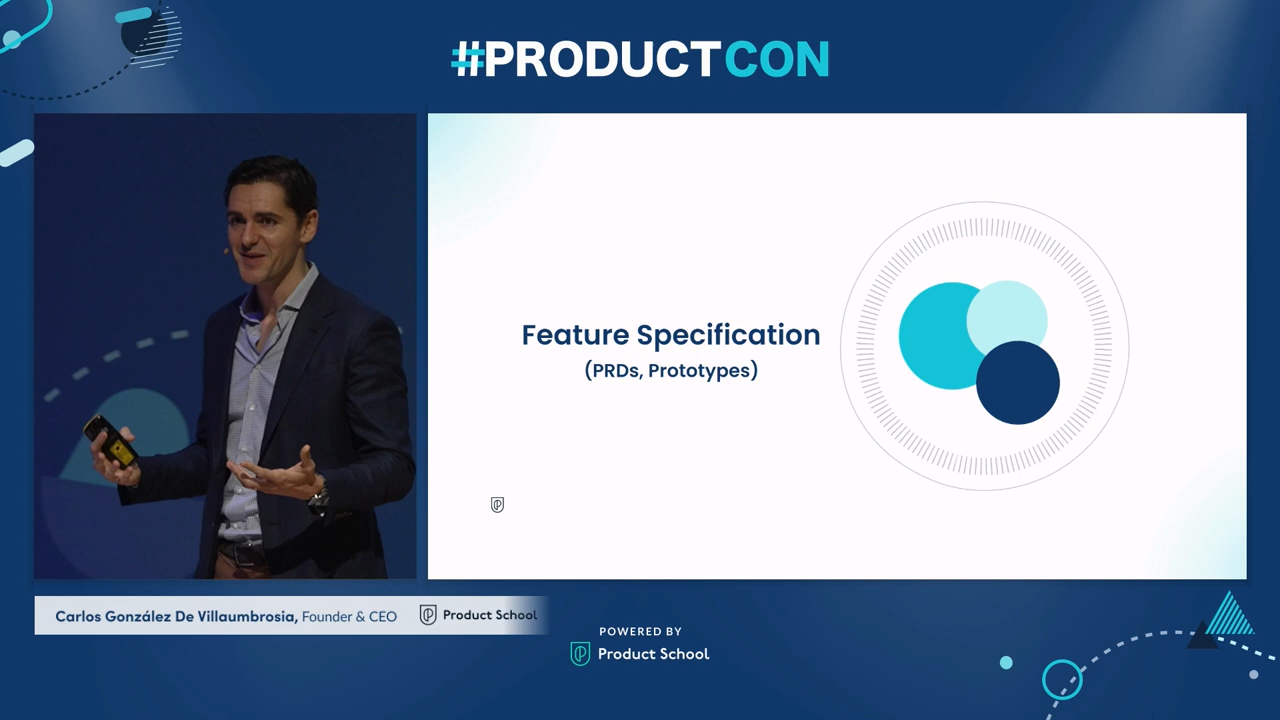 #PRODUCTCON
Feature Specification
(PRDs, Prototypes)
Carlos González De Villaumbrosia, Founder & CEO
Product School
POWERED BY
Product School